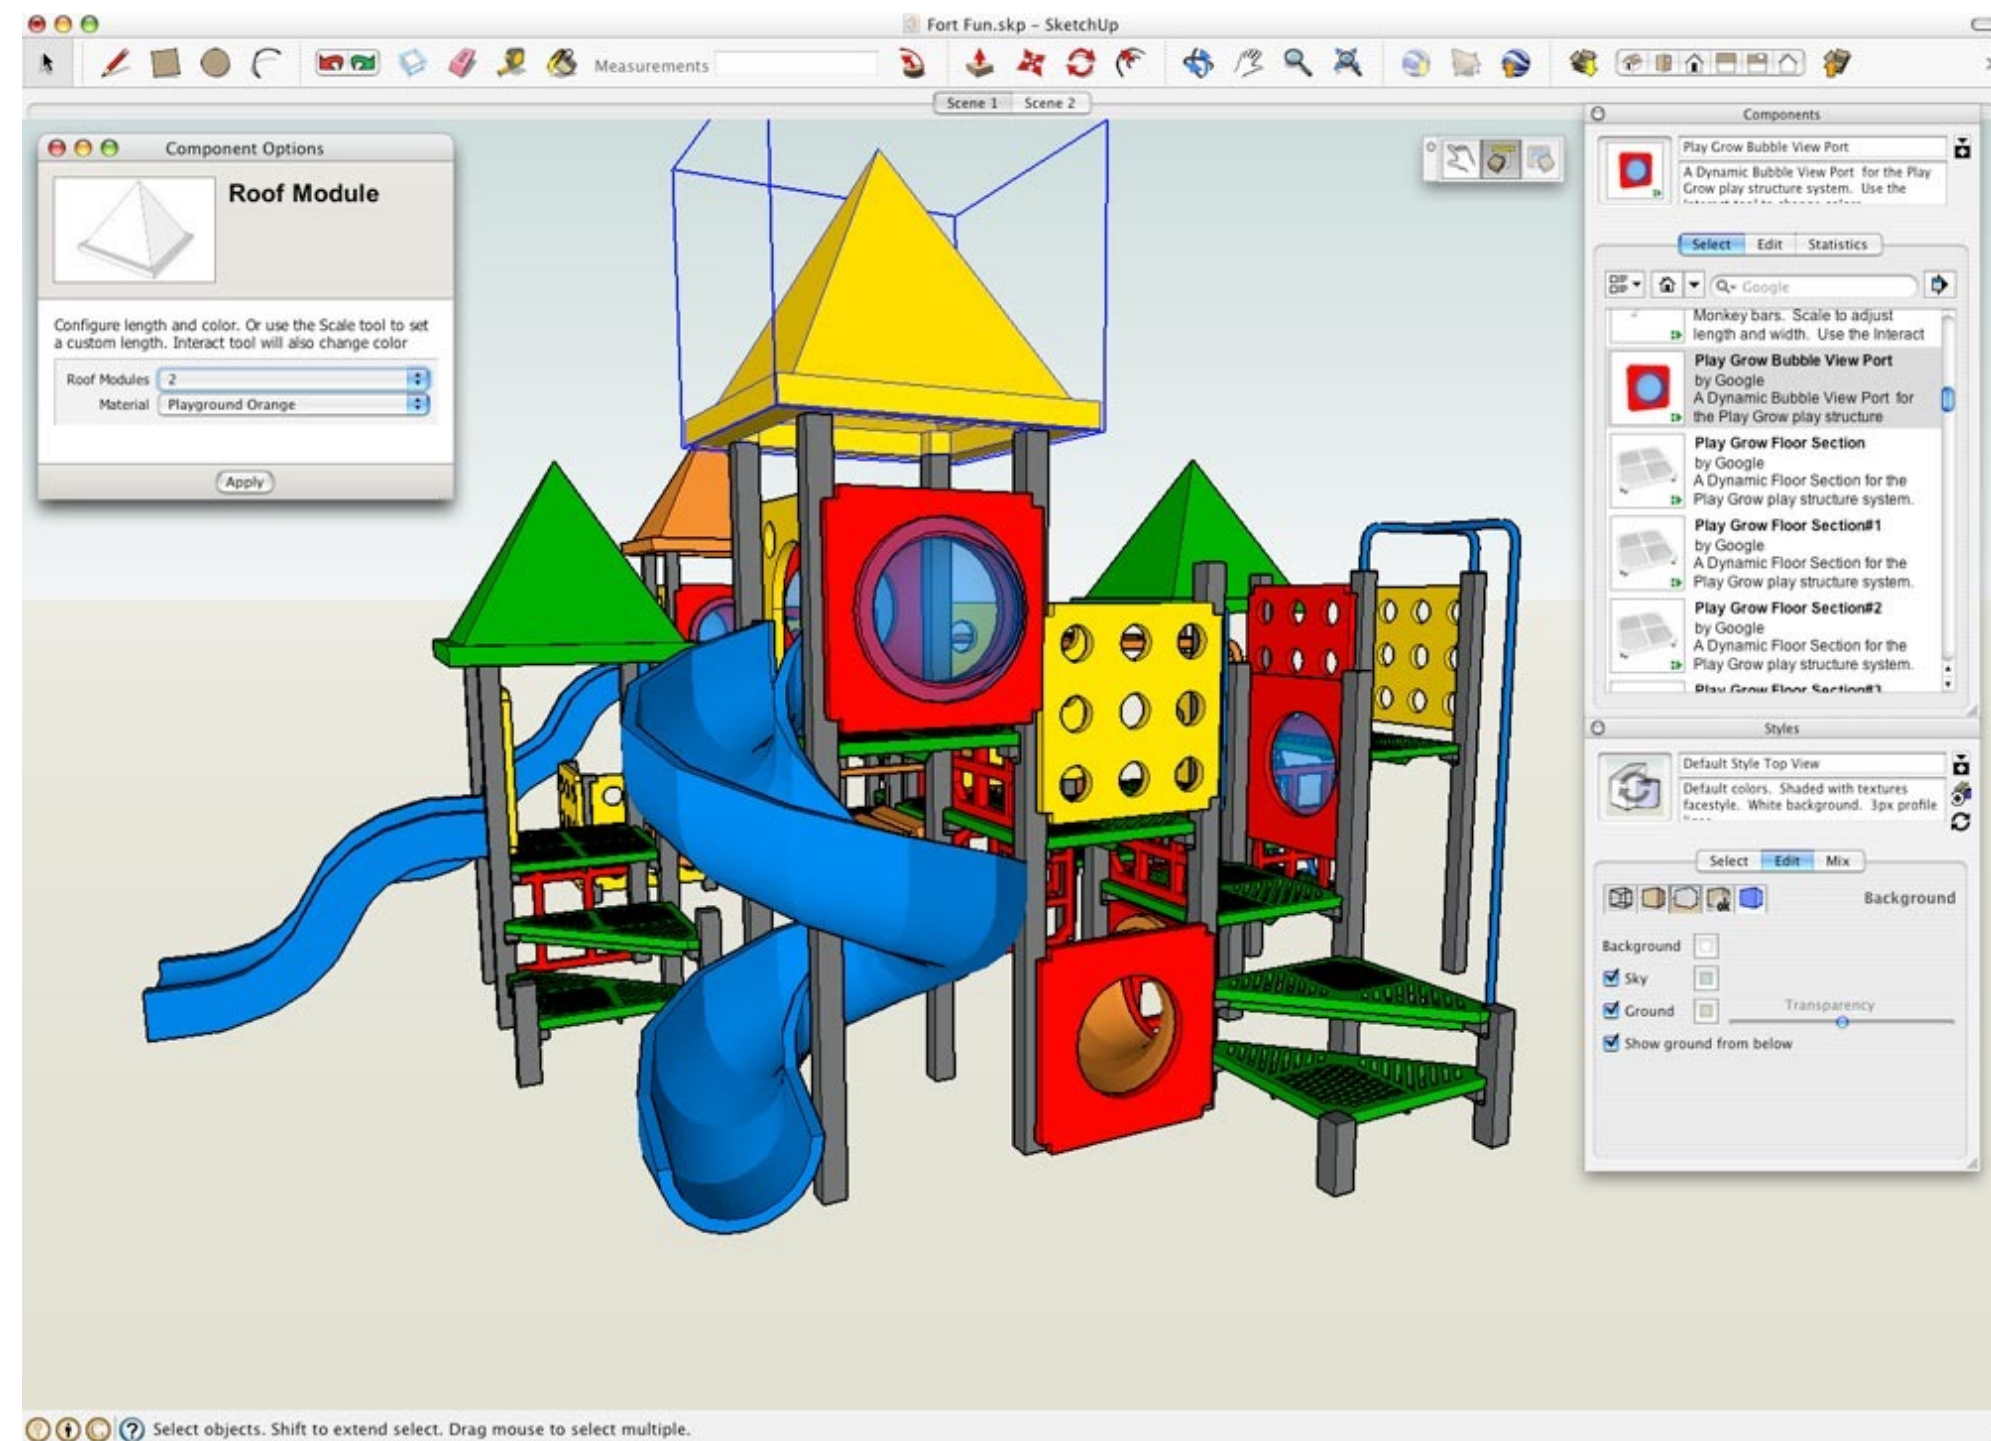 Fort Fun.skp – SketchUp
Measurements
Scene 1 Scene 2
Component Options
Roof Module
Configure length and color. Or use the Scale tool to set
a custom length. Interact tool will also change color
Roof Modules 2
Material Playground Orange
Apply
Components
Play Grow Bubble View Port
A Dynamic Bubble View Port for the Play
Grow play structure system. Use the
Select Edit Statistics
Google
Monkey bars. Scale to adjust
length and width. Use the Interact
Play Grow Bubble View Port
by Google
A Dynamic Bubble View Port for
the Play Grow play structure
Play Grow Floor Section
by Google
A Dynamic Floor Section for the
Play Grow play structure system.
Play Grow Floor Section#1
by Google
A Dynamic Floor Section for the
Play Grow play structure system.
Play Grow Floor Section#2
by Google
A Dynamic Floor Section for the
Play Grow play structure system.
Play Grow Floor Section#3
Styles
Default Style Top View
Default colors. Shaded with textures
facestyle. White background. 3px profile
Select Edit Mix
Background
Background
Sky
Ground
Transparency
Show ground from below
Select objects. Shift to extend select. Drag mouse to select multiple.